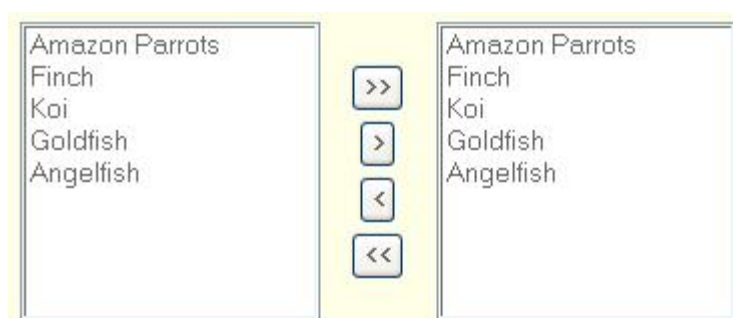 Amazon Parrots
Finch
Koi
Goldfish
Angelfish
>>
>
<
<<
Amazon Parrots
Finch
Koi
Goldfish
Angelfish